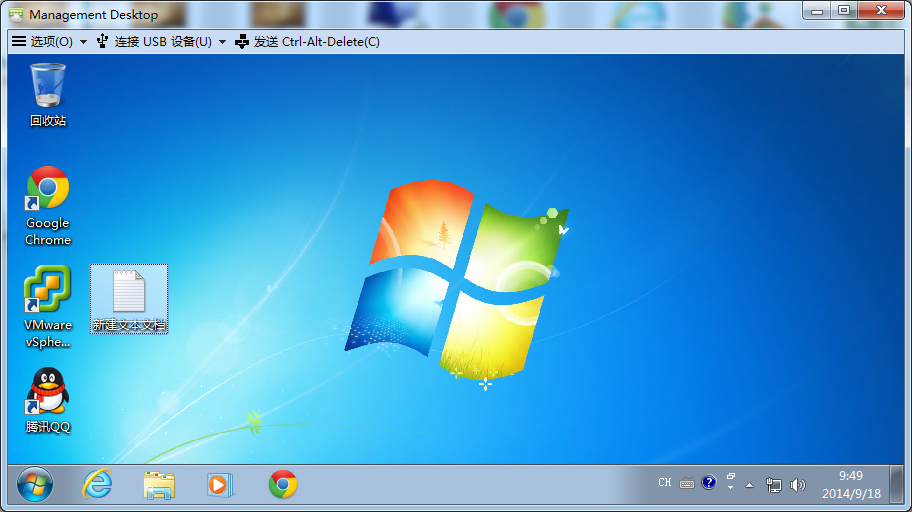 Management Desktop
选项(O) 连接 USB 设备(U) 发送 Ctrl-Alt-Delete(C)
回收站
Google
Chrome
VMware
vSphe...
新建文本文档
腾讯QQ
CH
9:49
2014/9/18